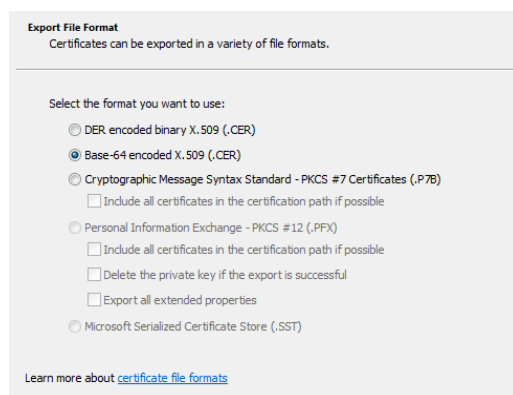 Export File Format
Certificates can be exported in a variety of file formats.
Select the format you want to use:
DER encoded binary X.509 (.CER)
Base-64 encoded X.509 (.CER)
Cryptographic Message Syntax Standard - PKCS #7 Certificates (.P7B)
Include all certificates in the certification path if possible
Personal Information Exchange - PKCS #12 (.PFX)
Include all certificates in the certification path if possible
Delete the private key if the export is successful
Export all extended properties
Microsoft Serialized Certificate Store (.SST)
Learn more about certificate file formats